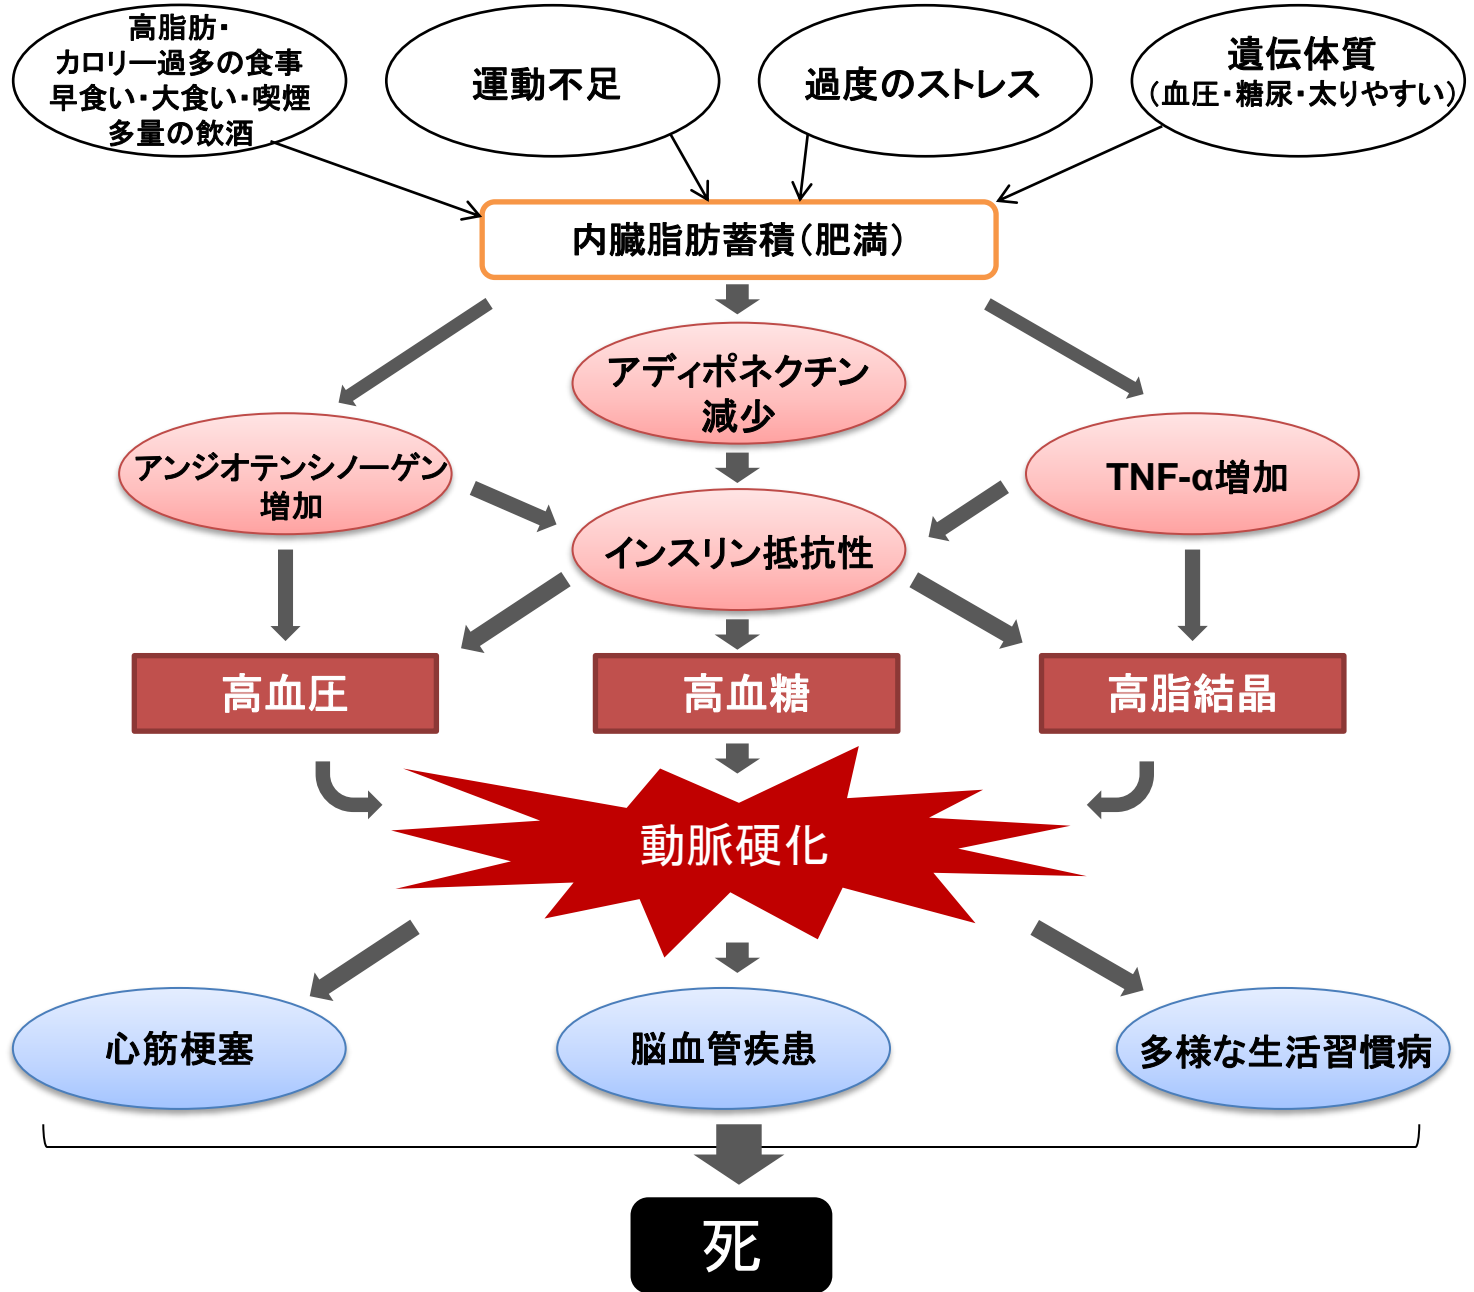 高脂肪・
カロリー過多の食事
早食い・大食い・喫煙
多量の飲酒
運動不足
過度のストレス
遺伝体質
（血圧・糖尿・太りやすい）
内臓脂肪蓄積（肥満）
アディポネクチン
減少
アンジオテンシノーゲン
増加
TNF-α増加
インスリン抵抗性
高血圧
高血糖
高脂結晶
動脈硬化
心筋梗塞
脳血管疾患
多様な生活習慣病
死